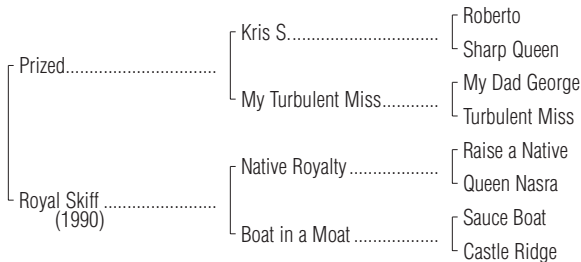 Roberto
Kris S.
Sharp Queen
Prized
My Dad George
My Turbulent Miss
Turbulent Miss
Raise a Native
Native Royalty
Queen Nasra
Royal Skiff
(1990)
Sauce Boat
Boat in a Moat
Castle Ridge